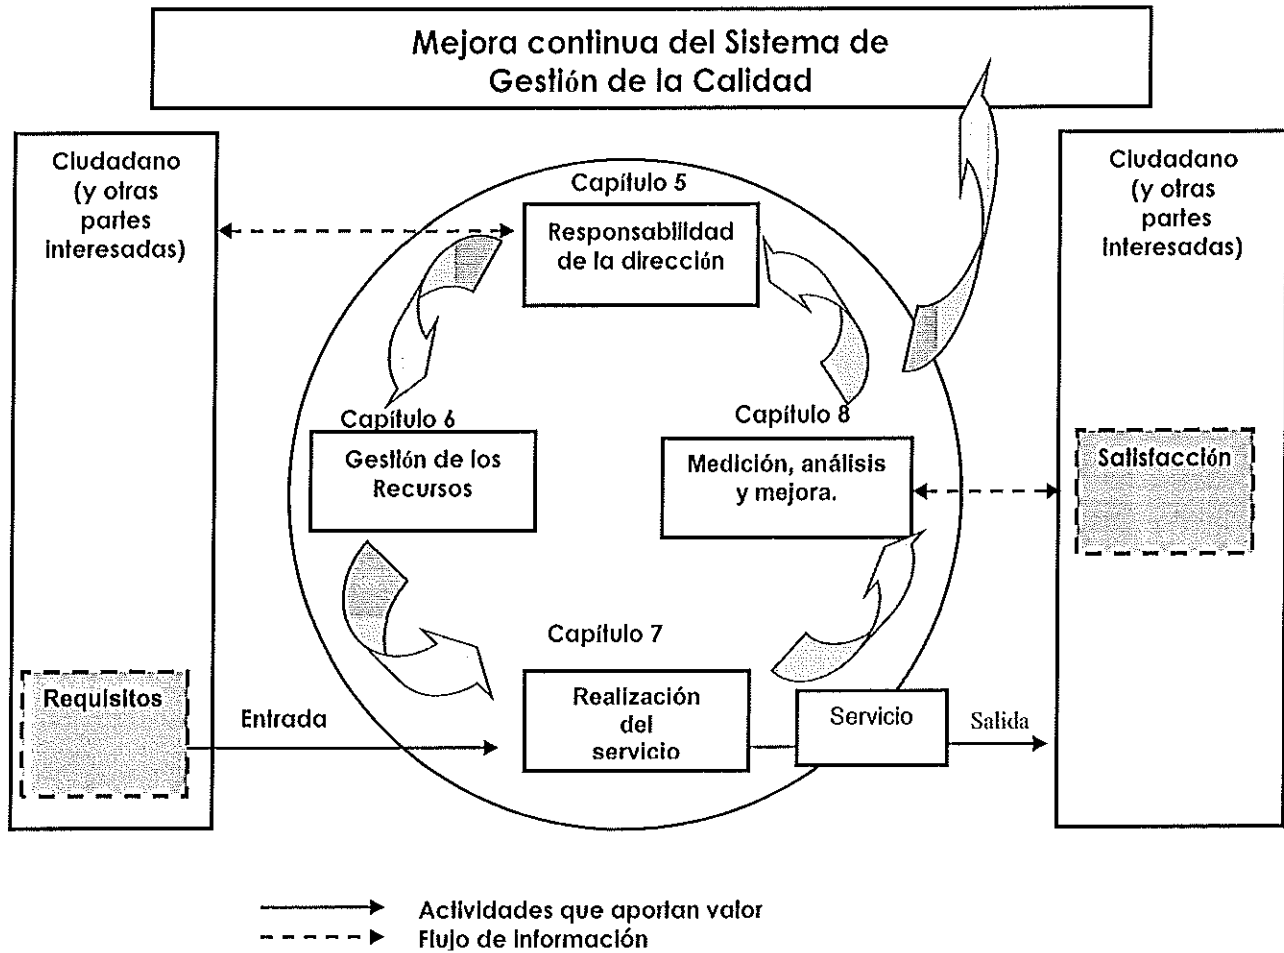 Mejora continua del Sistema de
Gestión de la Calidad
Ciudadano
(y otras
partes
interesadas)
Ciudadano
(y otras
partes
interesadas)
Capítulo 5
Responsabilidad
de la dirección
Capítulo 6
Gestión de los
Recursos
Capítulo 8
Medición, análisis
y mejora.
Satisfacción
Capítulo 7
Requisitos
Entrada
Realización
del
servicio
Servicio
Salida
Actividades que aportan valor
Flujo de información